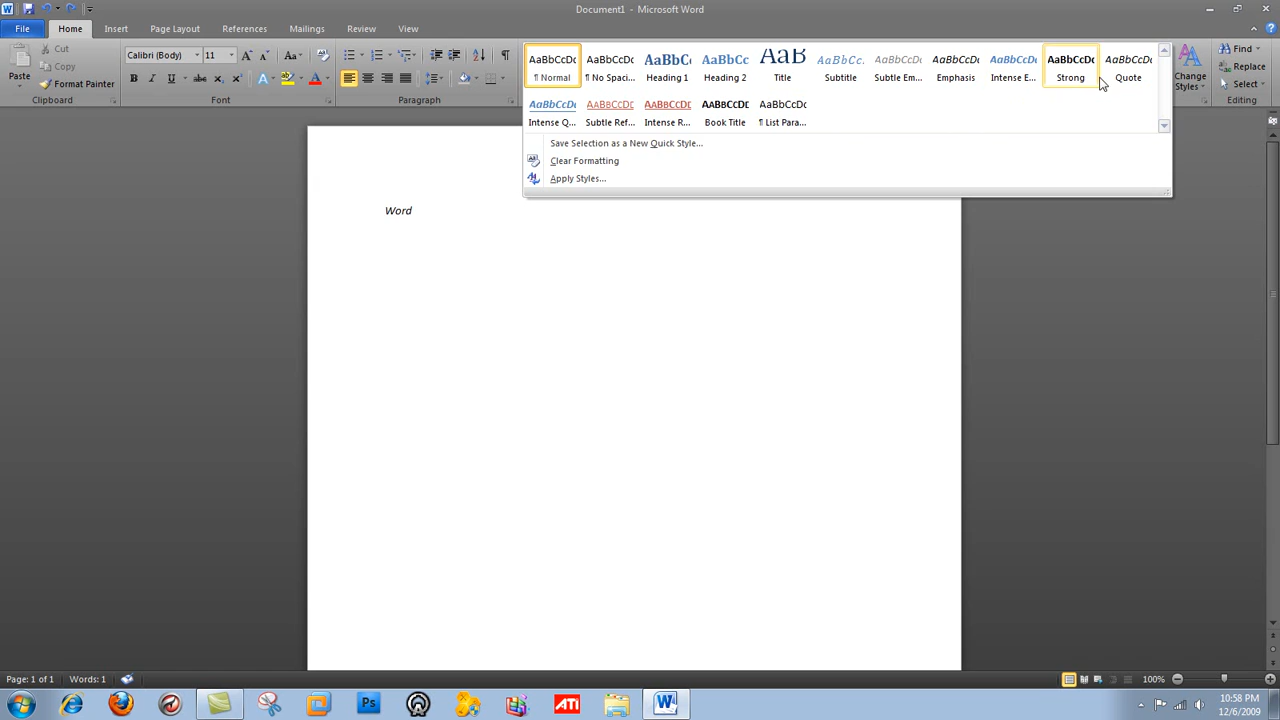 Document1 - Microsoft Word
File Home Insert Page Layout References Mailings Review View
Cut
Copy
Format Painter
Paste
Clipboard
Calibri (Body) 11
Font
Paragraph
AaBbCcDc AaBbCcDc AaBbC AaBbCc AaB AaBbCc. AaBbCcDc AaBbCcDc AaBbCcDc AaBbCcDc AaBbCcDc
¶ Normal ¶ No Spaci... Heading 1 Heading 2 Title Subtitle Subtle Em... Emphasis Intense E... Strong Quote
AaBbCcDc AaBbCcDc AaBbCcDc AaBbCcDc AaBbCcDc
Intense Q... Subtle Ref... Intense R... Book Title ¶ List Para...
Save Selection as a New Quick Style...
Clear Formatting
Apply Styles...
Change
Styles
Find
Replace
Select
Editing
Word
Page: 1 of 1 Words: 1
100%
Ps
ATI
10:58 PM
12/6/2009